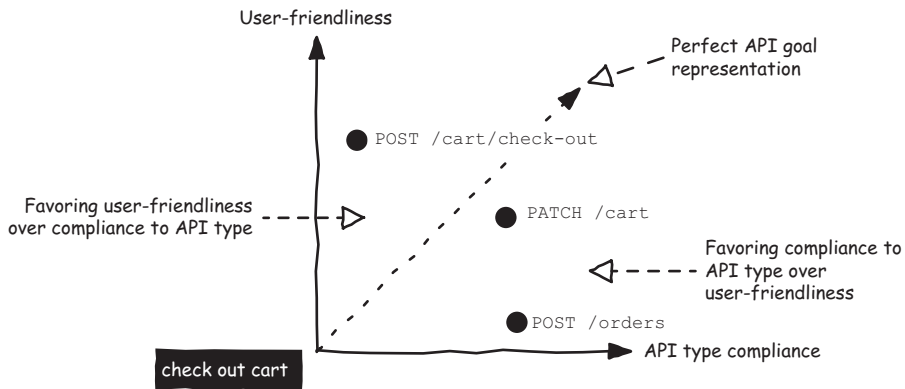 User-friendliness
Perfect API goal
representation
POST /cart/check-out
Favoring user-friendliness
over compliance to API type
PATCH /cart
Favoring compliance to
API type over
user-friendliness
POST /orders
API type compliance
check out cart